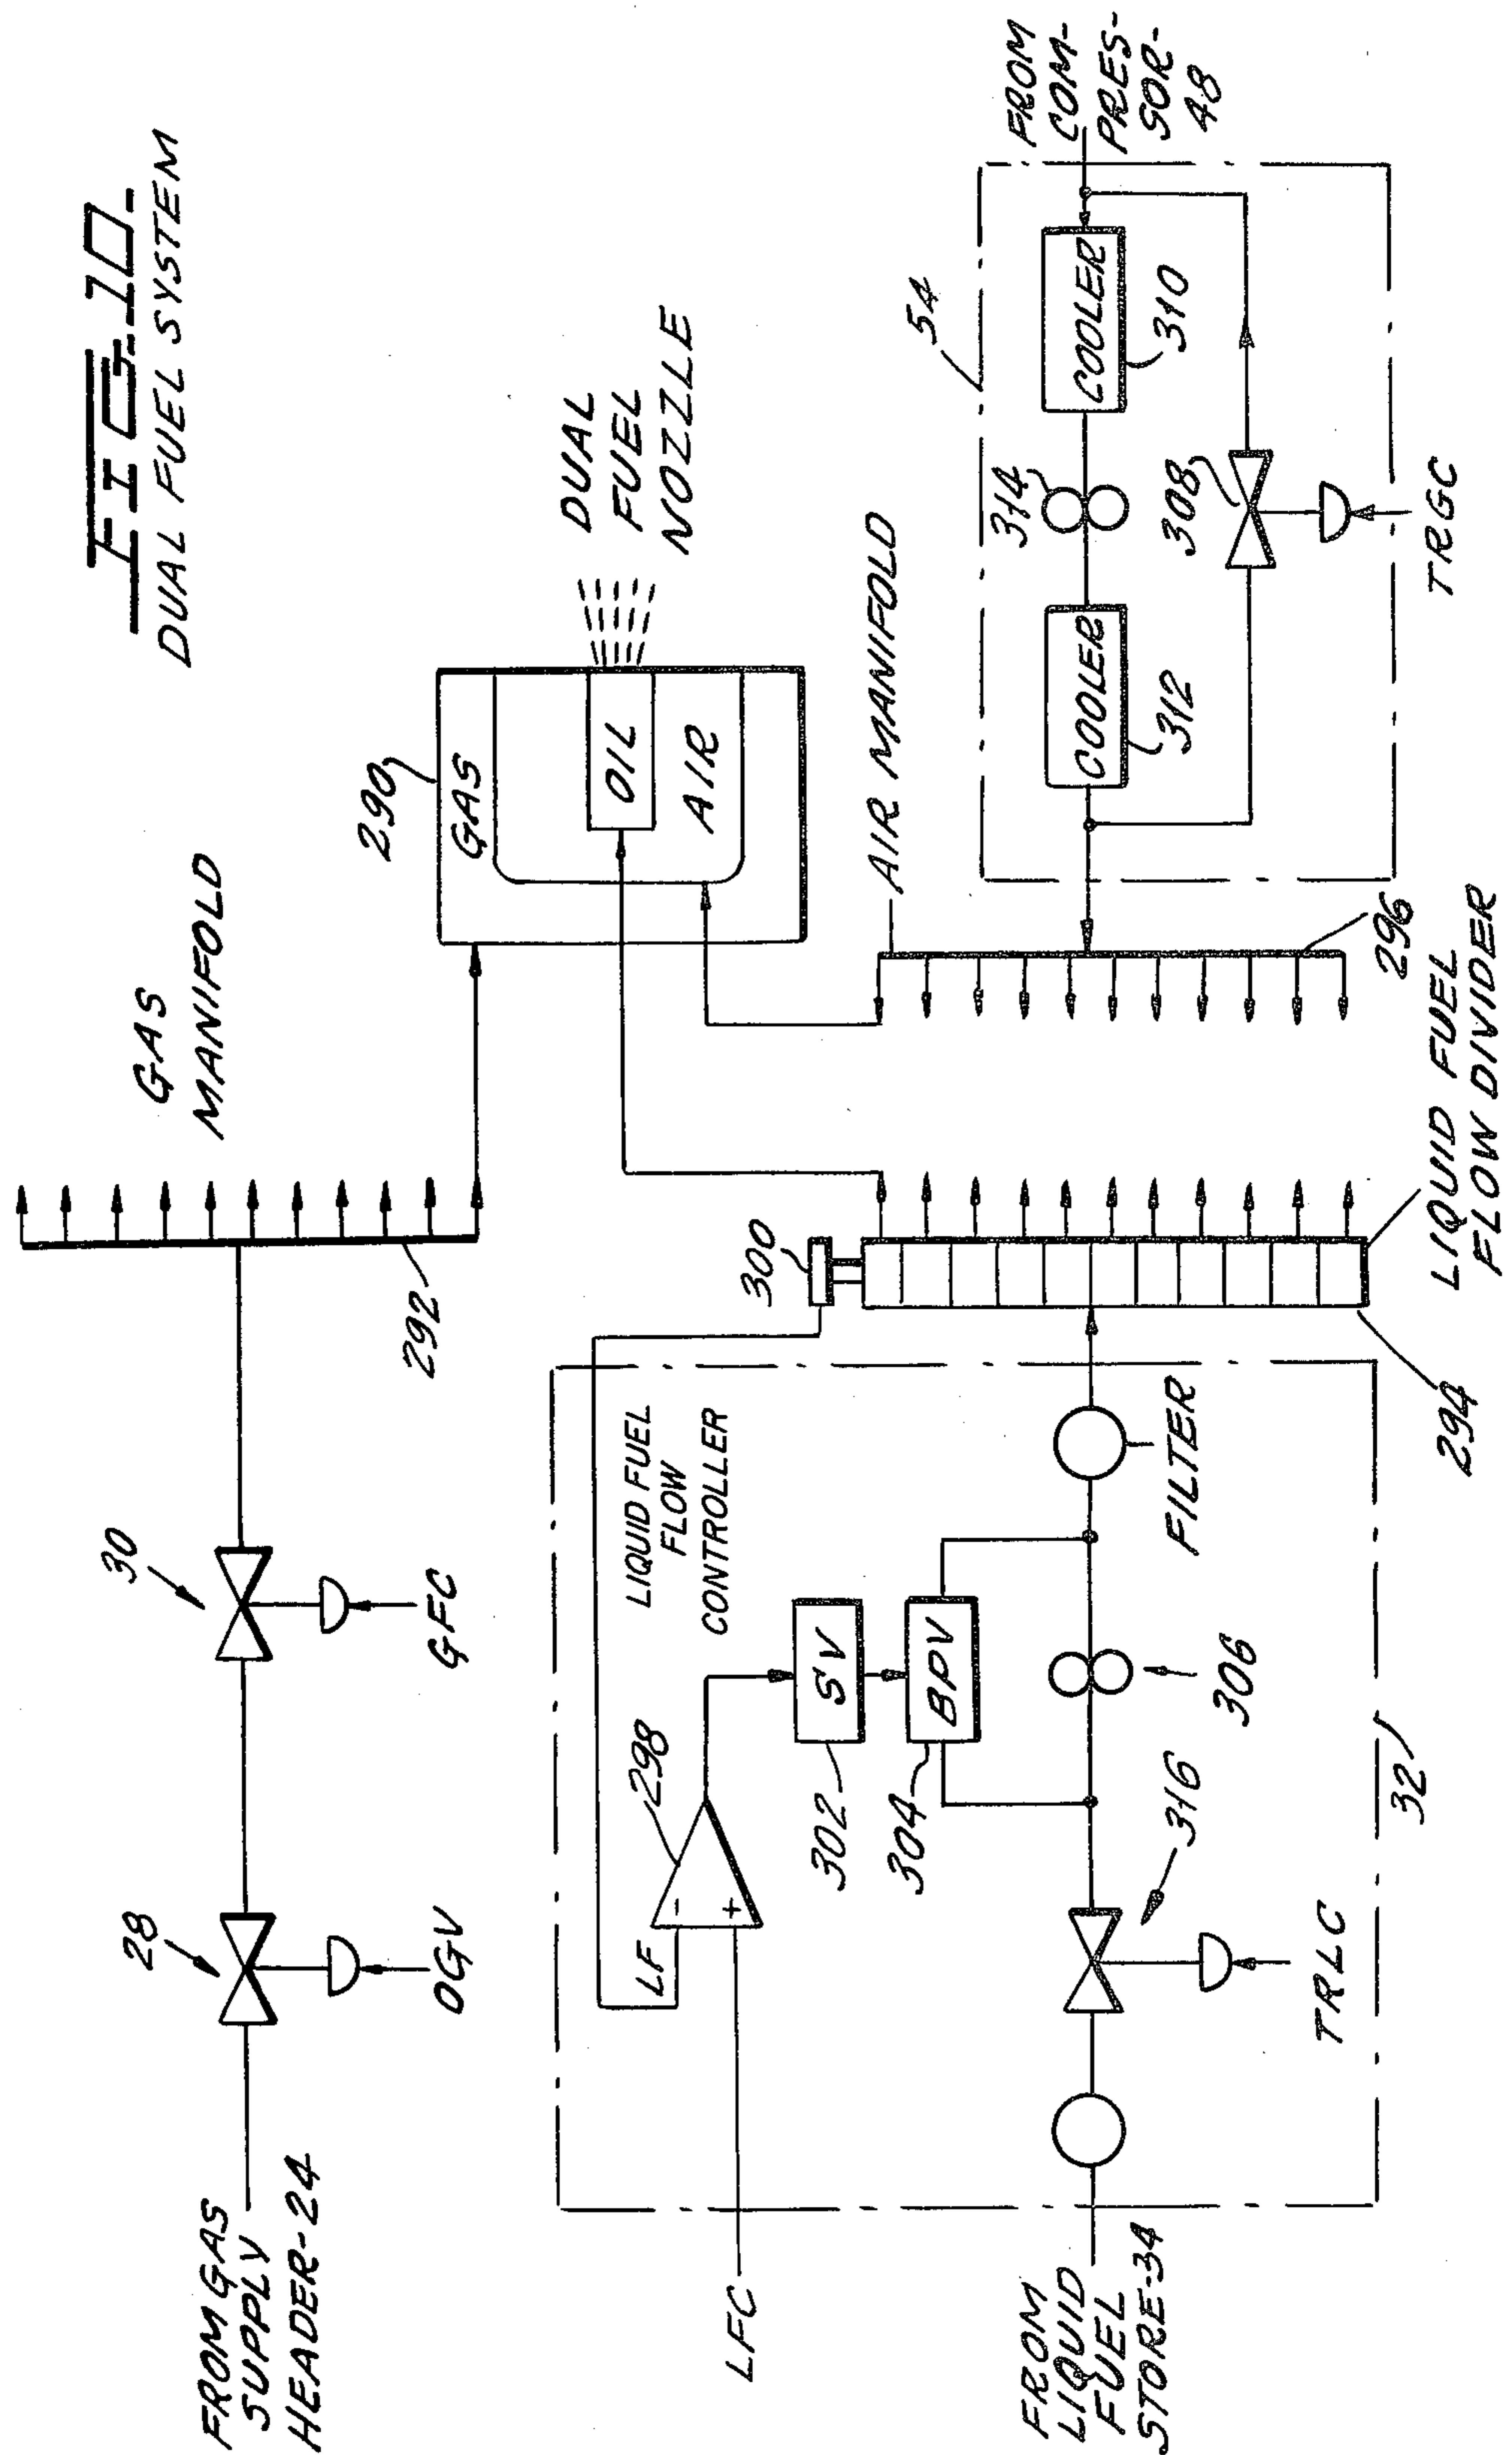 FIG. 10.
DUAL FUEL SYSTEM
GAS
MANIFOLD
292
30
GFC
28
OGV
FROM GAS
SUPPLY
HEADER-24
290
GAS
OIL
AIR
DUAL
FUEL
NOZZLE
300
LIQUID FUEL
FLOW
CONTROLLER
298
LF
-
+
LFC
SV
302
BPV
304
306
FILTER
316
TRLC
32
FROM
LIQUID
FUEL
STORE-34
294
LIQUID FUEL
FLOW DIVIDER
AIR MANIFOLD
296
54
COOLER
310
314
COOLER
312
308
TRGC
FROM
COM-
PRES-
SOR-
48